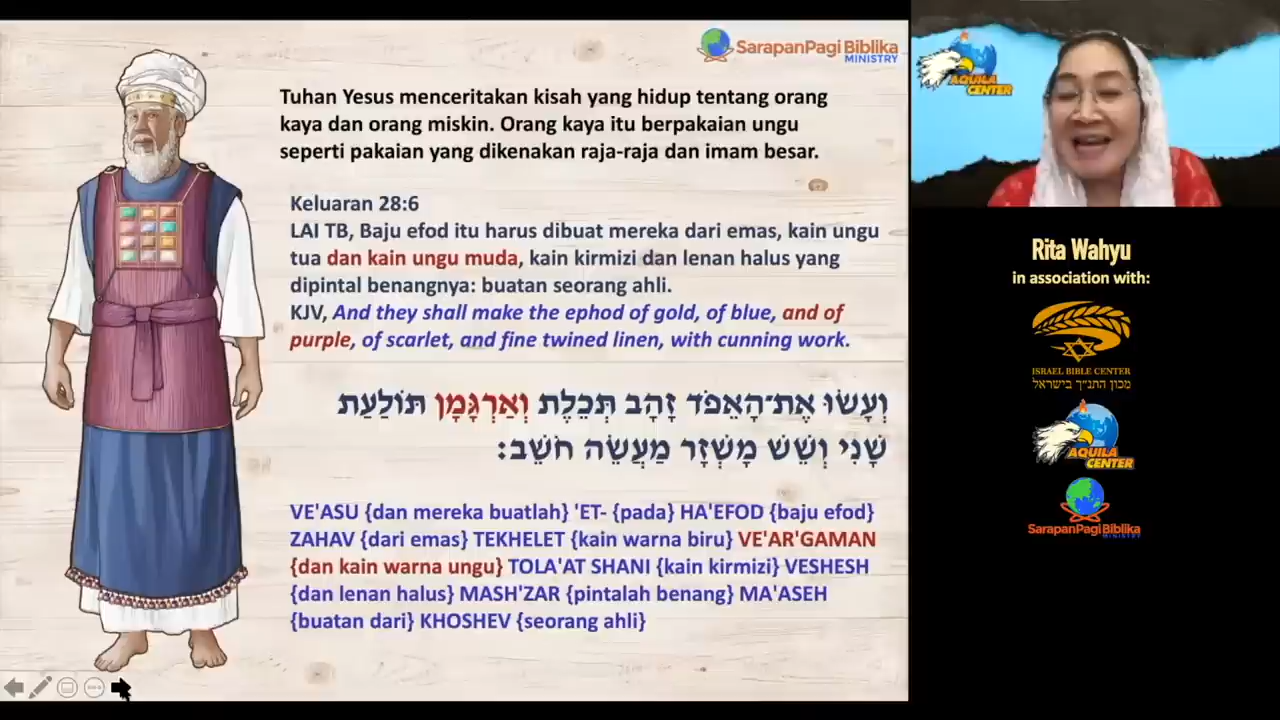 SarapanPagi Biblika
MINISTRY
Tuhan Yesus menceritakan kisah yang hidup tentang orang
kaya dan orang miskin. Orang kaya itu berpakaian ungu
seperti pakaian yang dikenakan raja-raja dan imam besar.
Keluaran 28:6
LAI TB, Baju efod itu harus dibuat mereka dari emas, kain ungu
tua dan kain ungu muda, kain kirmizi dan lenan halus yang
dipintal benangnya: buatan seorang ahli.
KJV, And they shall make the ephod of gold, of blue, and of
purple, of scarlet, and fine twined linen, with cunning work.
וְעָשׂוּ אֶת־הָאֵפֹד זָהָב תְּכֵלֶת וְאַרְגָּמָן תּוֹלַעַת
שָׁנִי וְשֵׁשׁ מָשְׁזָר מַעֲשֵׂה חֹשֵׁב׃
VE'ASU {dan mereka buatlah} 'ET- {pada} HA'EFOD {baju efod}
ZAHAV {dari emas} TEKHELET {kain warna biru} VE'AR'GAMAN
{dan kain warna ungu} TOLA'AT SHANI {kain kirmizi} VESHESH
{dan lenan halus} MASH'ZAR {pintalah benang} MA'ASEH
{buatan dari} KHOSHEV {seorang ahli}
AQUILA
CENTER
Rita Wahyu
in association with:
ISRAEL BIBLE CENTER
מכון התנ״ך בישראל
AQUILA
CENTER
SarapanPagi Biblika
MINISTRY